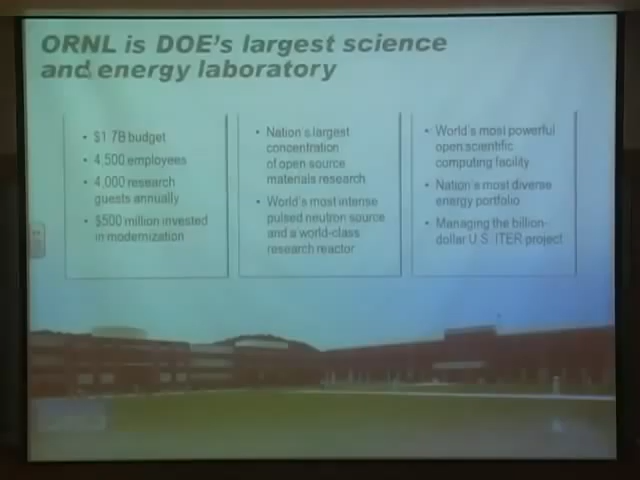 ORNL is DOE's largest science
and energy laboratory
• $1.7B budget
• 4,500 employees
• 4,000 research
guests annually
• $500 million invested
in modernization
• Nation's largest
concentration
of open source
materials research
• World's most intense
pulsed neutron source
and a world-class
research reactor
• World's most powerful
open scientific
computing facility
• Nation's most diverse
energy portfolio
• Managing the billion-
dollar U.S. ITER project